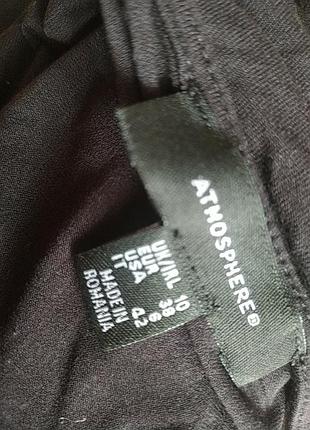 ATMOSPHERE®
UK/IRL 10
EUR 38
USA 6
IT 42
MADE IN
ROMANIA